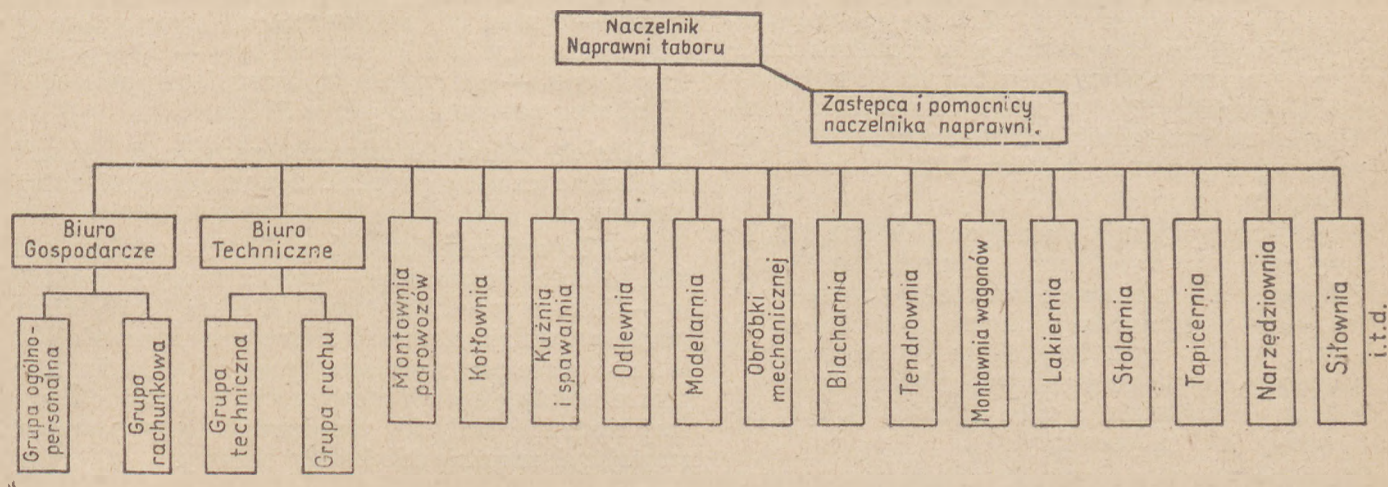 Naczelnik
Naprawni taboru
Zastępca i pomocnicy
naczelnika naprawni.
Biuro
Gospodarcze
Biuro
Techniczne
Grupa ogólno-
personalna
Grupa
rachunkowa
Grupa
techniczna
Grupa ruchu
Montownia
parowozów
Kotłownia
Kuźnia
i spawalnia
Odlewnia
Modelarnia
Obróbki
mechanicznej
Blacharnia
Tendrownia
Montownia wagonów
Lakiernia
Stolarnia
Tapicernia
Narzędziownia
Siłownia
i.t.d.